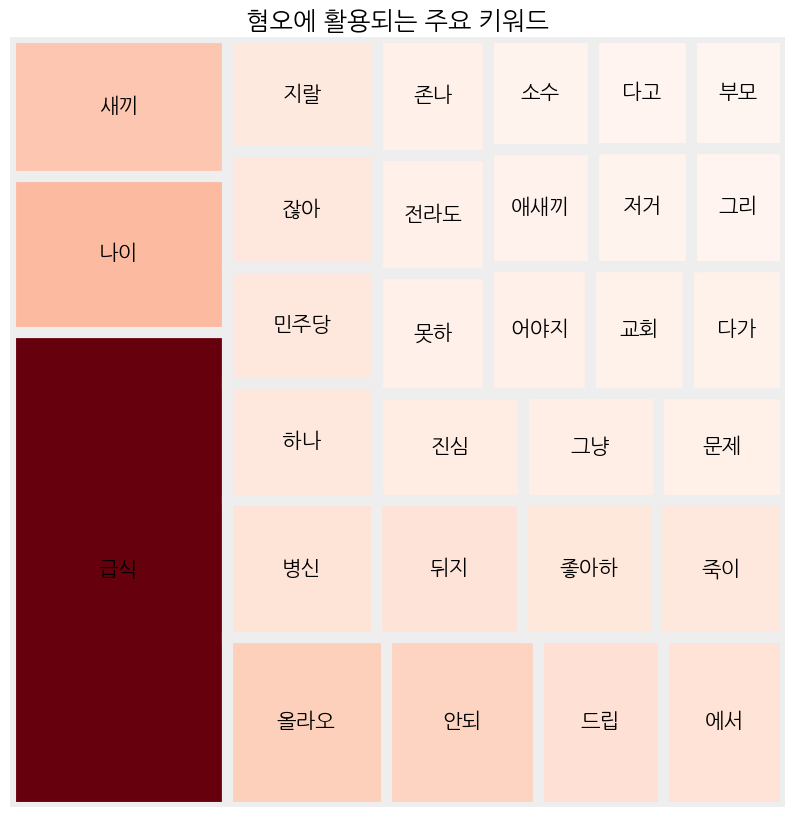 혐오에 활용되는 주요 키워드
새끼
지랄
존나
소수
다고
부모
나이
잖아
전라도
애새끼
저거
그리
민주당
못하
어야지
교회
다가
하나
진심
그냥
문제
급식
병신
뒤지
좋아하
죽이
올라오
안되
드립
에서